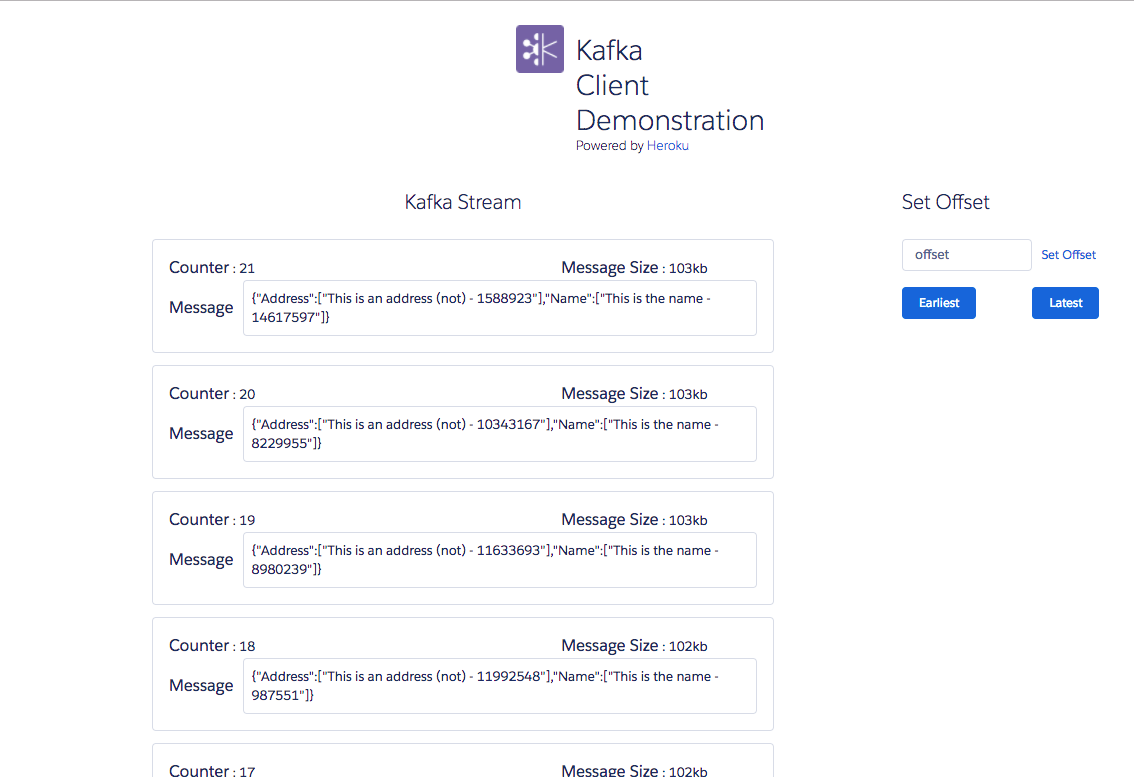 Kafka
Client
Demonstration
Powered by Heroku
Kafka Stream
Counter : 21 Message Size : 103kb
Message {"Address":["This is an address (not) - 1588923"],"Name":["This is the name -
14617597"]}
Counter : 20 Message Size : 103kb
Message {"Address":["This is an address (not) - 10343167"],"Name":["This is the name -
8229955"]}
Counter : 19 Message Size : 103kb
Message {"Address":["This is an address (not) - 11633693"],"Name":["This is the name -
8980239"]}
Counter : 18 Message Size : 102kb
Message {"Address":["This is an address (not) - 11992548"],"Name":["This is the name -
987551"]}
Counter : 17 Message Size : 102kb
Set Offset
offset Set Offset
Earliest Latest